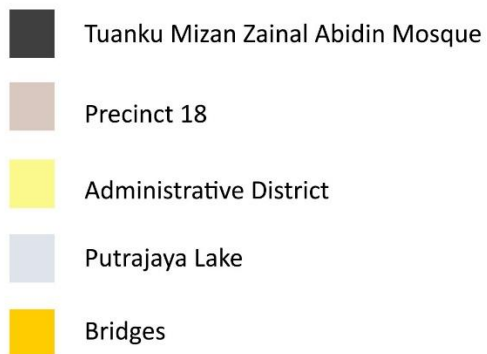 Tuanku Mizan Zainal Abidin Mosque
Precinct 18
Administrative District
Putrajaya Lake
Bridges